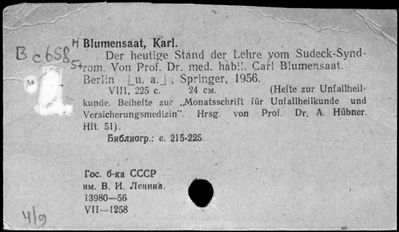 Blumensaat, Karl.
Der heutige Stand der Lehre vom Sudeck-Synd-
rom. Von Prof. Dr. med. habil. Carl Blumensaat.
Berlin [u. a.], Springer, 1956.
VIII, 225 с. 24 см. (Hefte zur Unfallheil-
kunde. Beihefte zur „Monatsschrift für Unfallheilkunde und
Versicherungsmedizin". Hrsg. von Prof. Dr. A. Hübner.
Hft. 51).
Библиогр.: с. 215-225.
Гос. б-ка СССР
им. В. И. Ленина.
13980—56
VII—1258
4/9